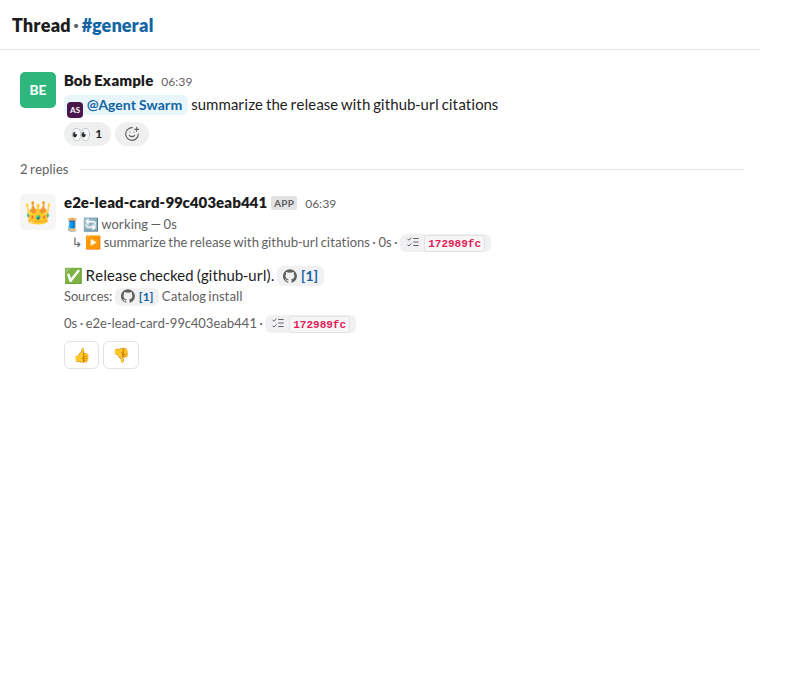 Thread · #general
BE
Bob Example 06:39
AS @Agent Swarm summarize the release with github-url citations
👀 1
2 replies
e2e-lead-card-99c403eab441 APP 06:39
🧵 🔄 working — 0s
↳ ▶️ summarize the release with github-url citations · 0s · 172989fc
✅ Release checked (github-url). [1]
Sources: [1] Catalog install
0s · e2e-lead-card-99c403eab441 · 172989fc
👍 👎